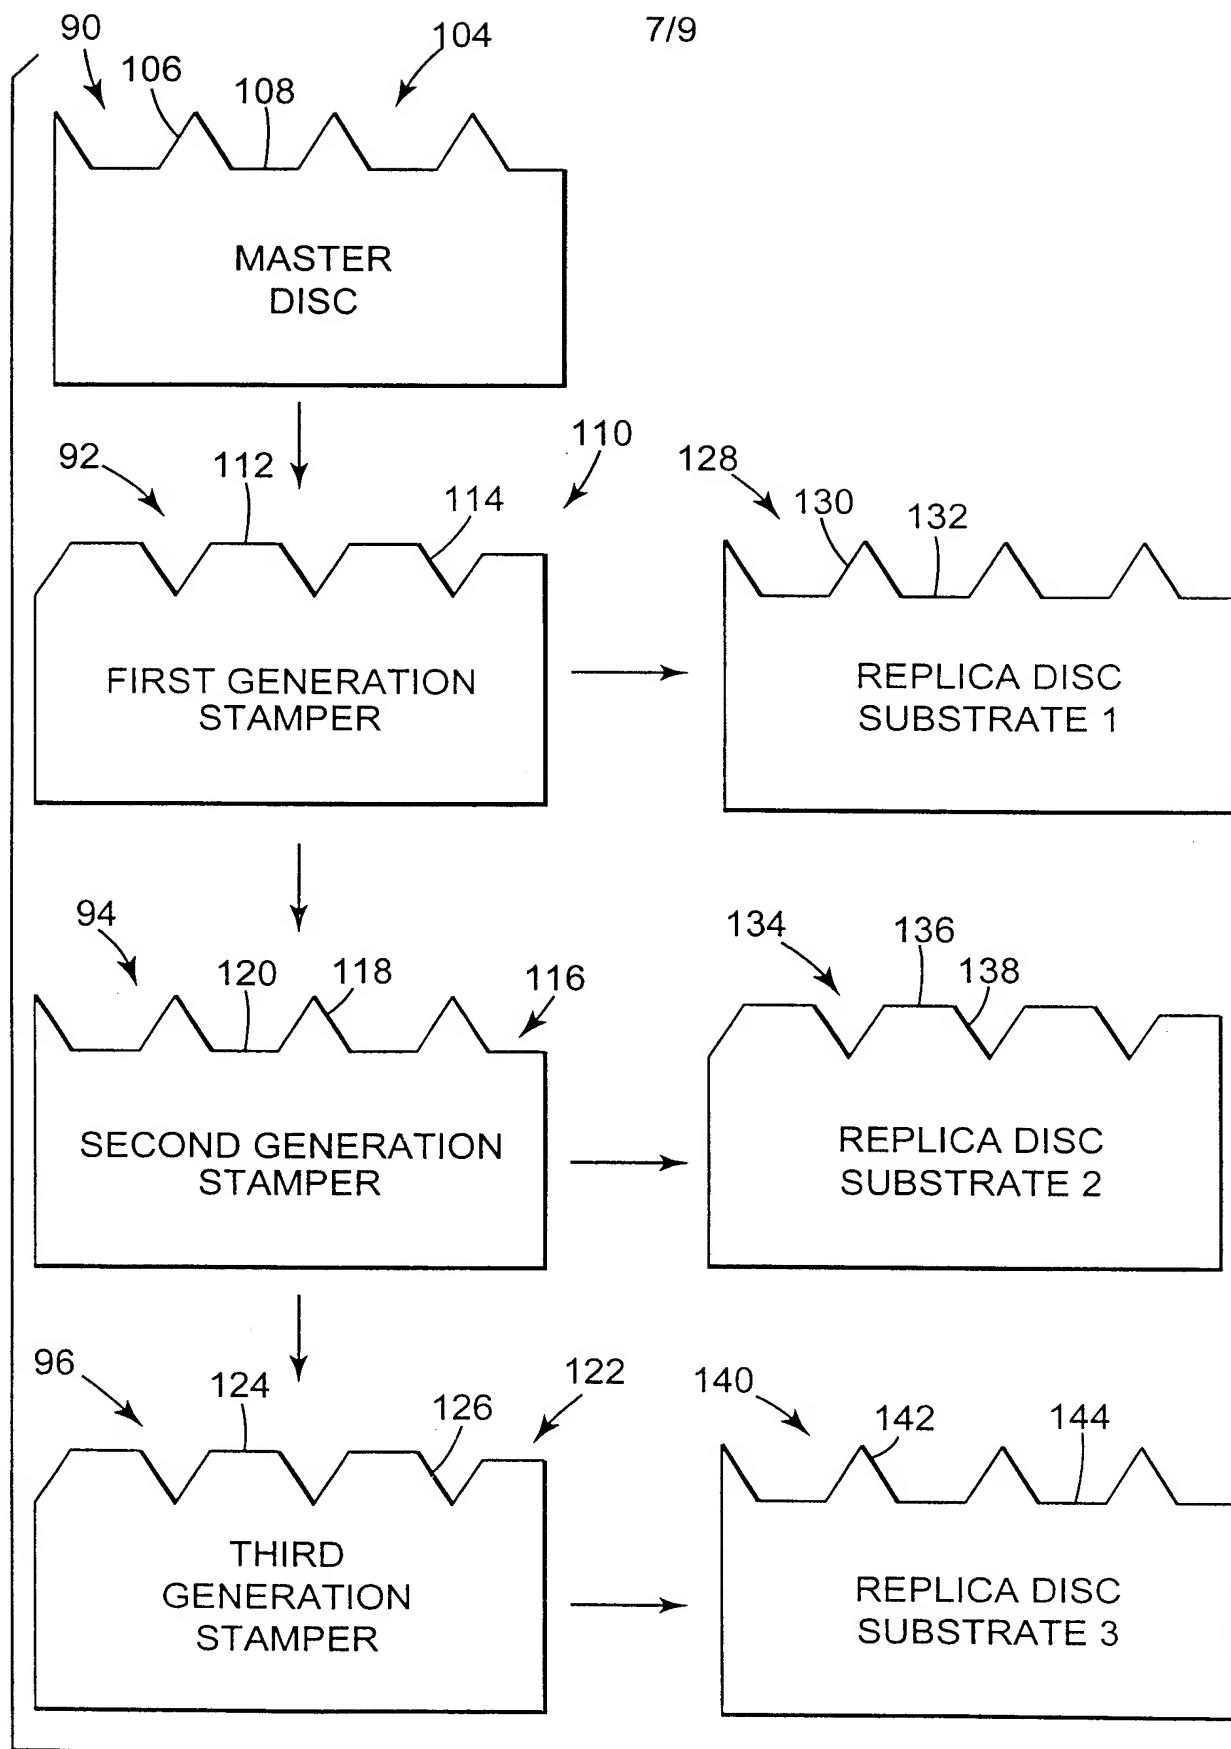 7/9
90
104
106
108
MASTER
DISC
92
112
114
110
FIRST GENERATION
STAMPER
128
130
132
REPLICA DISC
SUBSTRATE 1
94
120
118
116
SECOND GENERATION
STAMPER
134
136
138
REPLICA DISC
SUBSTRATE 2
96
124
126
122
THIRD
GENERATION
STAMPER
140
142
144
REPLICA DISC
SUBSTRATE 3